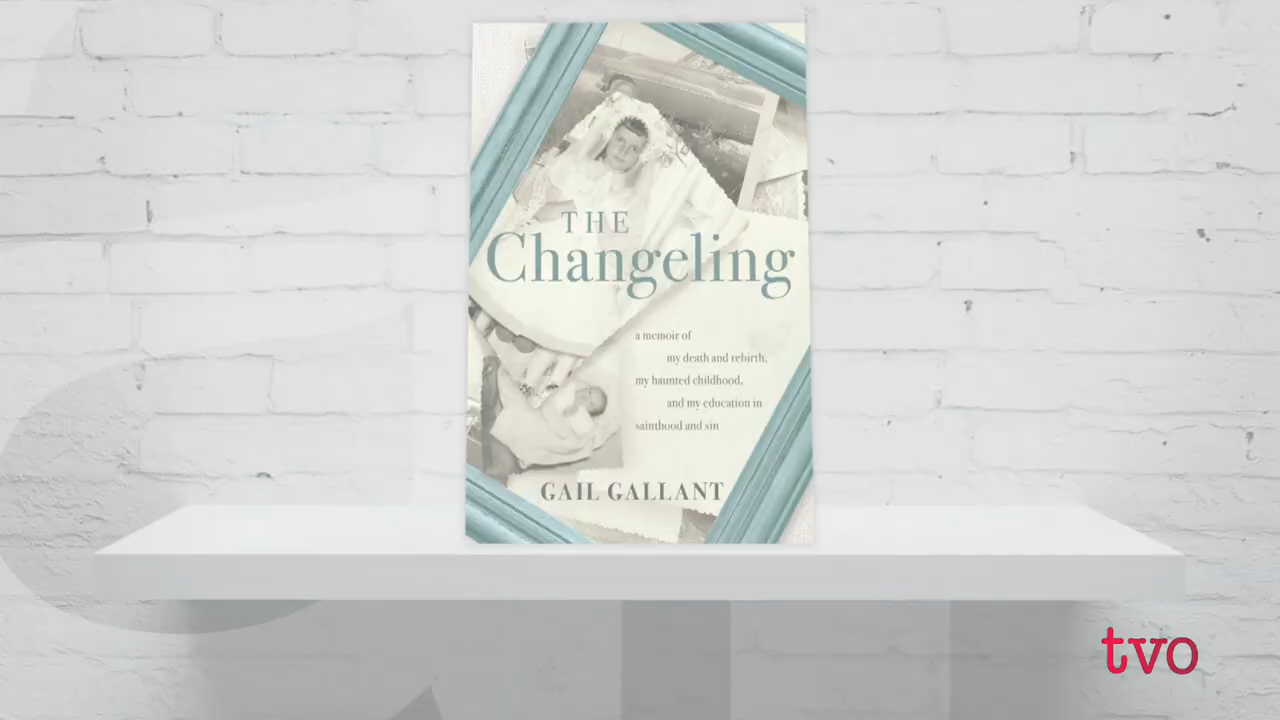 THE
Changeling
a memoir of
my death and rebirth,
my haunted childhood,
and my education in
sainthood and sin
GAIL GALLANT
tvo